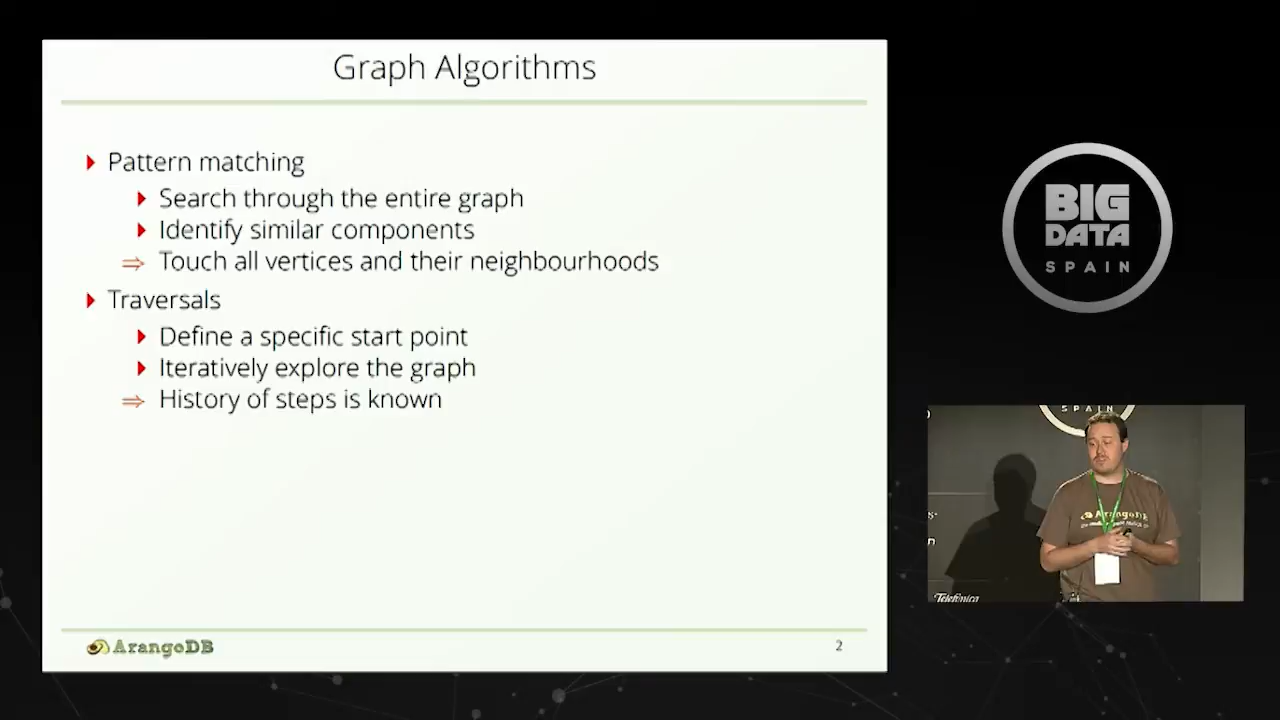 Graph Algorithms
Pattern matching
Search through the entire graph
Identify similar components
⇒ Touch all vertices and their neighbourhoods
Traversals
Define a specific start point
Iteratively explore the graph
⇒ History of steps is known
ArangoDB
2
BIG
DATA
SPAIN
SPAIN
ArangoDB
Telefónica